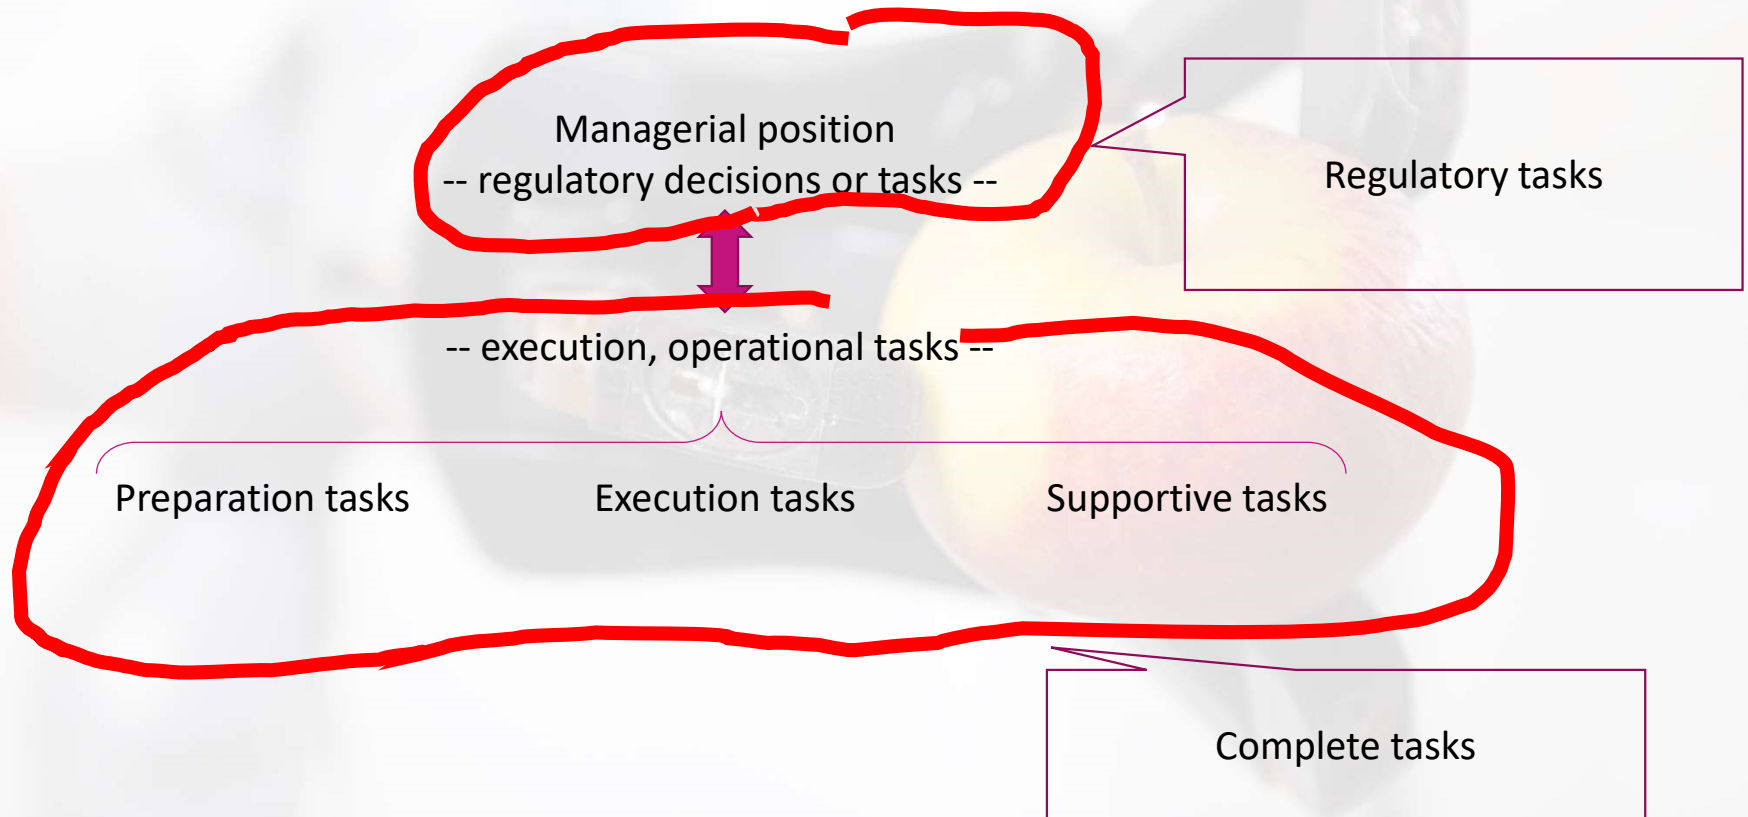 Managerial position
-- regulatory decisions or tasks --
Regulatory tasks
-- execution, operational tasks --
Preparation tasks
Execution tasks
Supportive tasks
Complete tasks